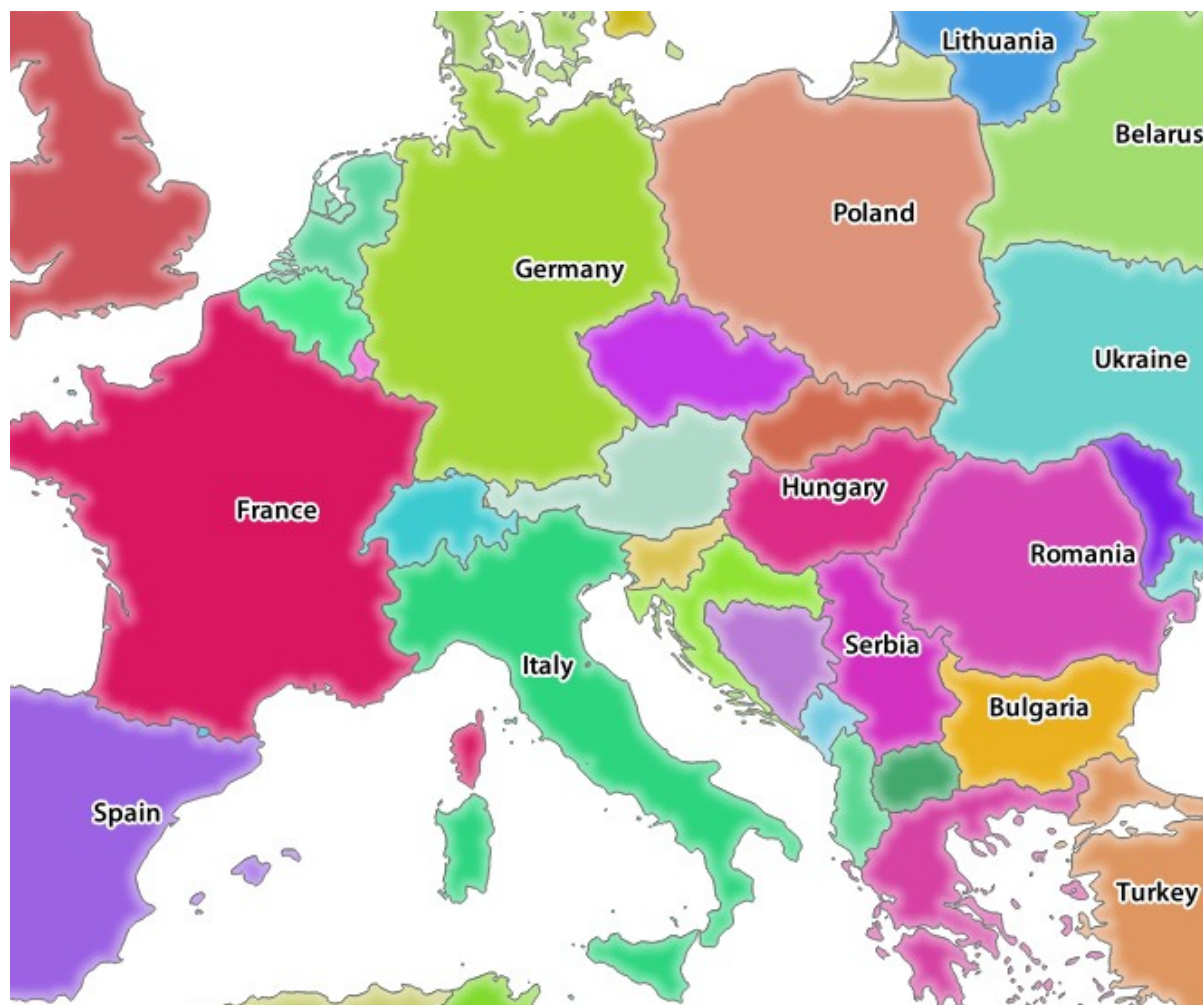 Lithuania
Belarus
Poland
Germany
Ukraine
Hungary
France
Romania
Serbia
Italy
Bulgaria
Spain
Turkey